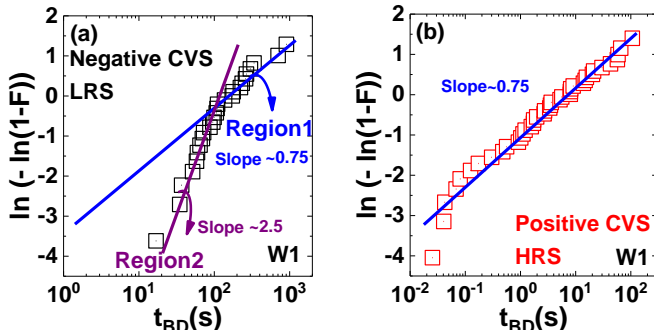 (a)
Negative CVS
LRS
Region1
Slope ~0.75
Slope ~2.5
Region2
W1
ln (- ln(1-F))
2
1
0
-1
-2
-3
-4
10^0 10^1 10^2 10^3
t_BD(s)
(b)
Slope~0.75
Positive CVS
HRS
W1
ln (- ln(1-F))
2
1
0
-1
-2
-3
-4
10^-2 10^-1 10^0 10^1 10^2
t_BD(s)